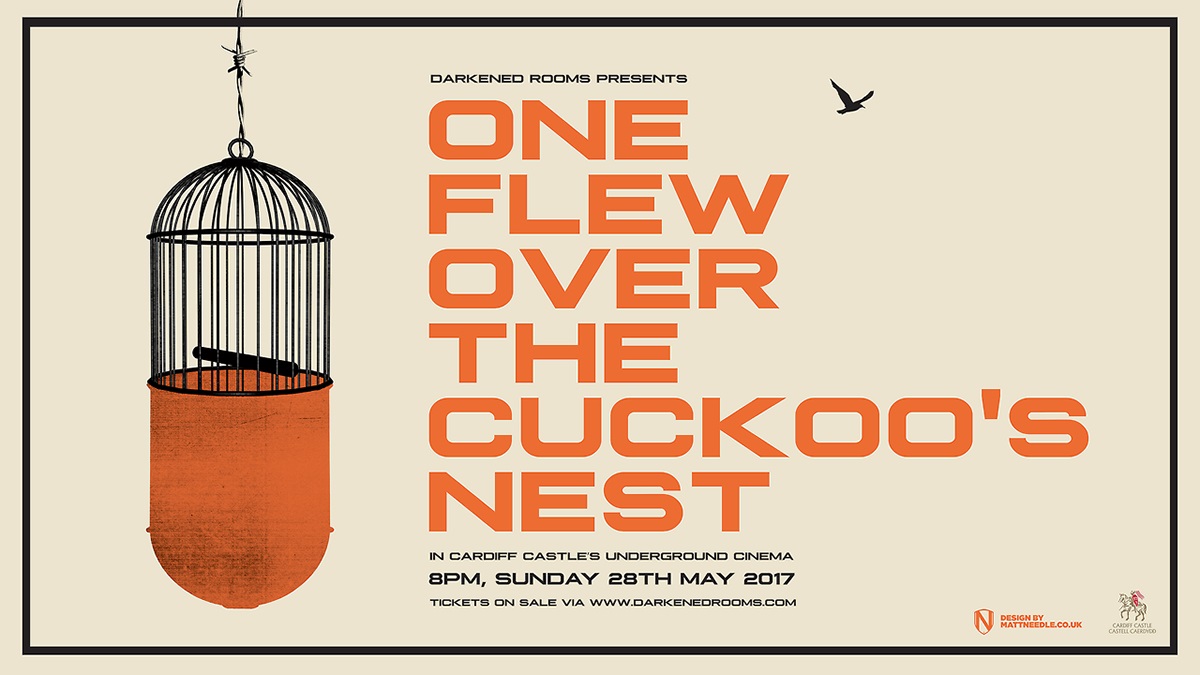 DARKENED ROOMS PRESENTS
ONE
FLEW
OVER
THE
CUCKOO'S
NEST
IN CARDIFF CASTLE'S UNDERGROUND CINEMA
8PM, SUNDAY 28TH MAY 2017
TICKETS ON SALE VIA WWW.DARKENEDROOMS.COM
N
DESIGN BY
MATTNEEDLE.CO.UK
CARDIFF CASTLE
CASTELL CAERDYDD